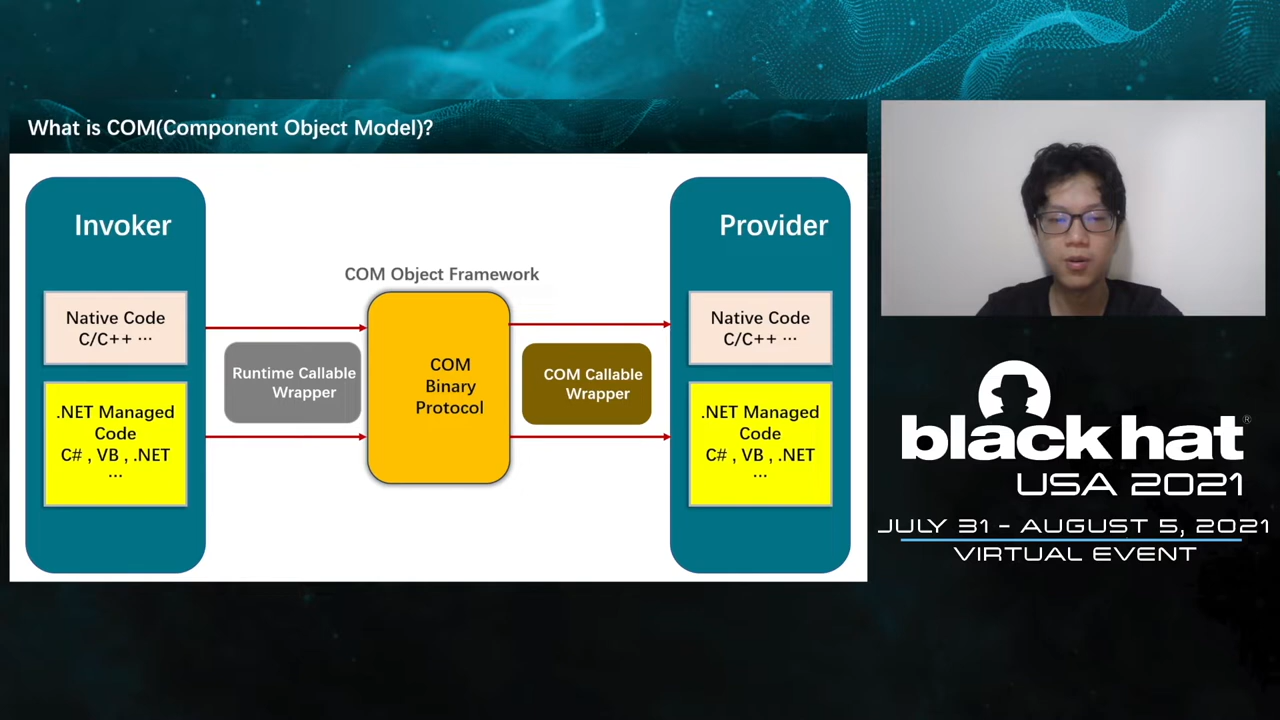 What is COM(Component Object Model)?
Invoker
Native Code
C/C++ ···
.NET Managed
Code
C# , VB , .NET
···
COM Object Framework
Runtime Callable
Wrapper
COM
Binary
Protocol
COM Callable
Wrapper
Provider
Native Code
C/C++ ···
.NET Managed
Code
C# , VB , .NET
···
black hat®
USA 2021
JULY 31 - AUGUST 5, 2021
VIRTUAL EVENT